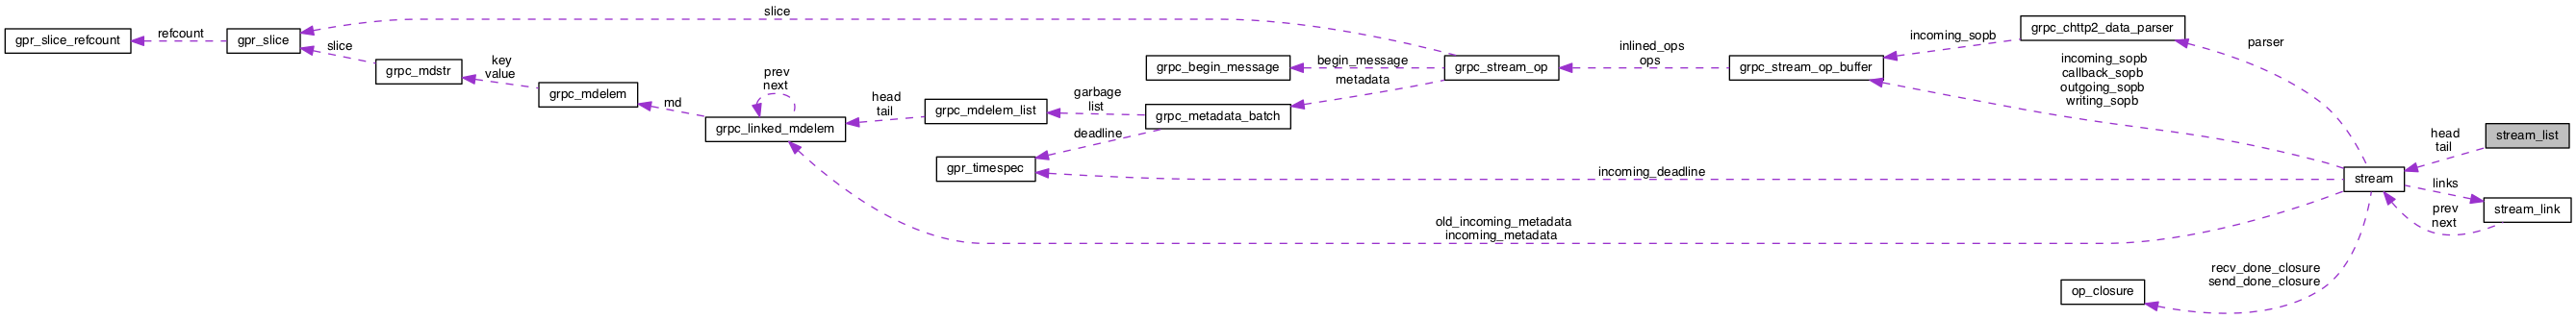 slice
gpr_slice_refcount
refcount
gpr_slice
slice
grpc_mdstr
key
value
grpc_mdelem
md
prev
next
grpc_linked_mdelem
head
tail
grpc_mdelem_list
garbage
list
deadline
gpr_timespec
grpc_begin_message
grpc_metadata_batch
begin_message
metadata
grpc_stream_op
inlined_ops
ops
grpc_stream_op_buffer
incoming_sopb
grpc_chttp2_data_parser
parser
incoming_sopb
callback_sopb
outgoing_sopb
writing_sopb
incoming_deadline
old_incoming_metadata
incoming_metadata
stream_list
head
tail
stream
links
prev
next
stream_link
recv_done_closure
send_done_closure
op_closure